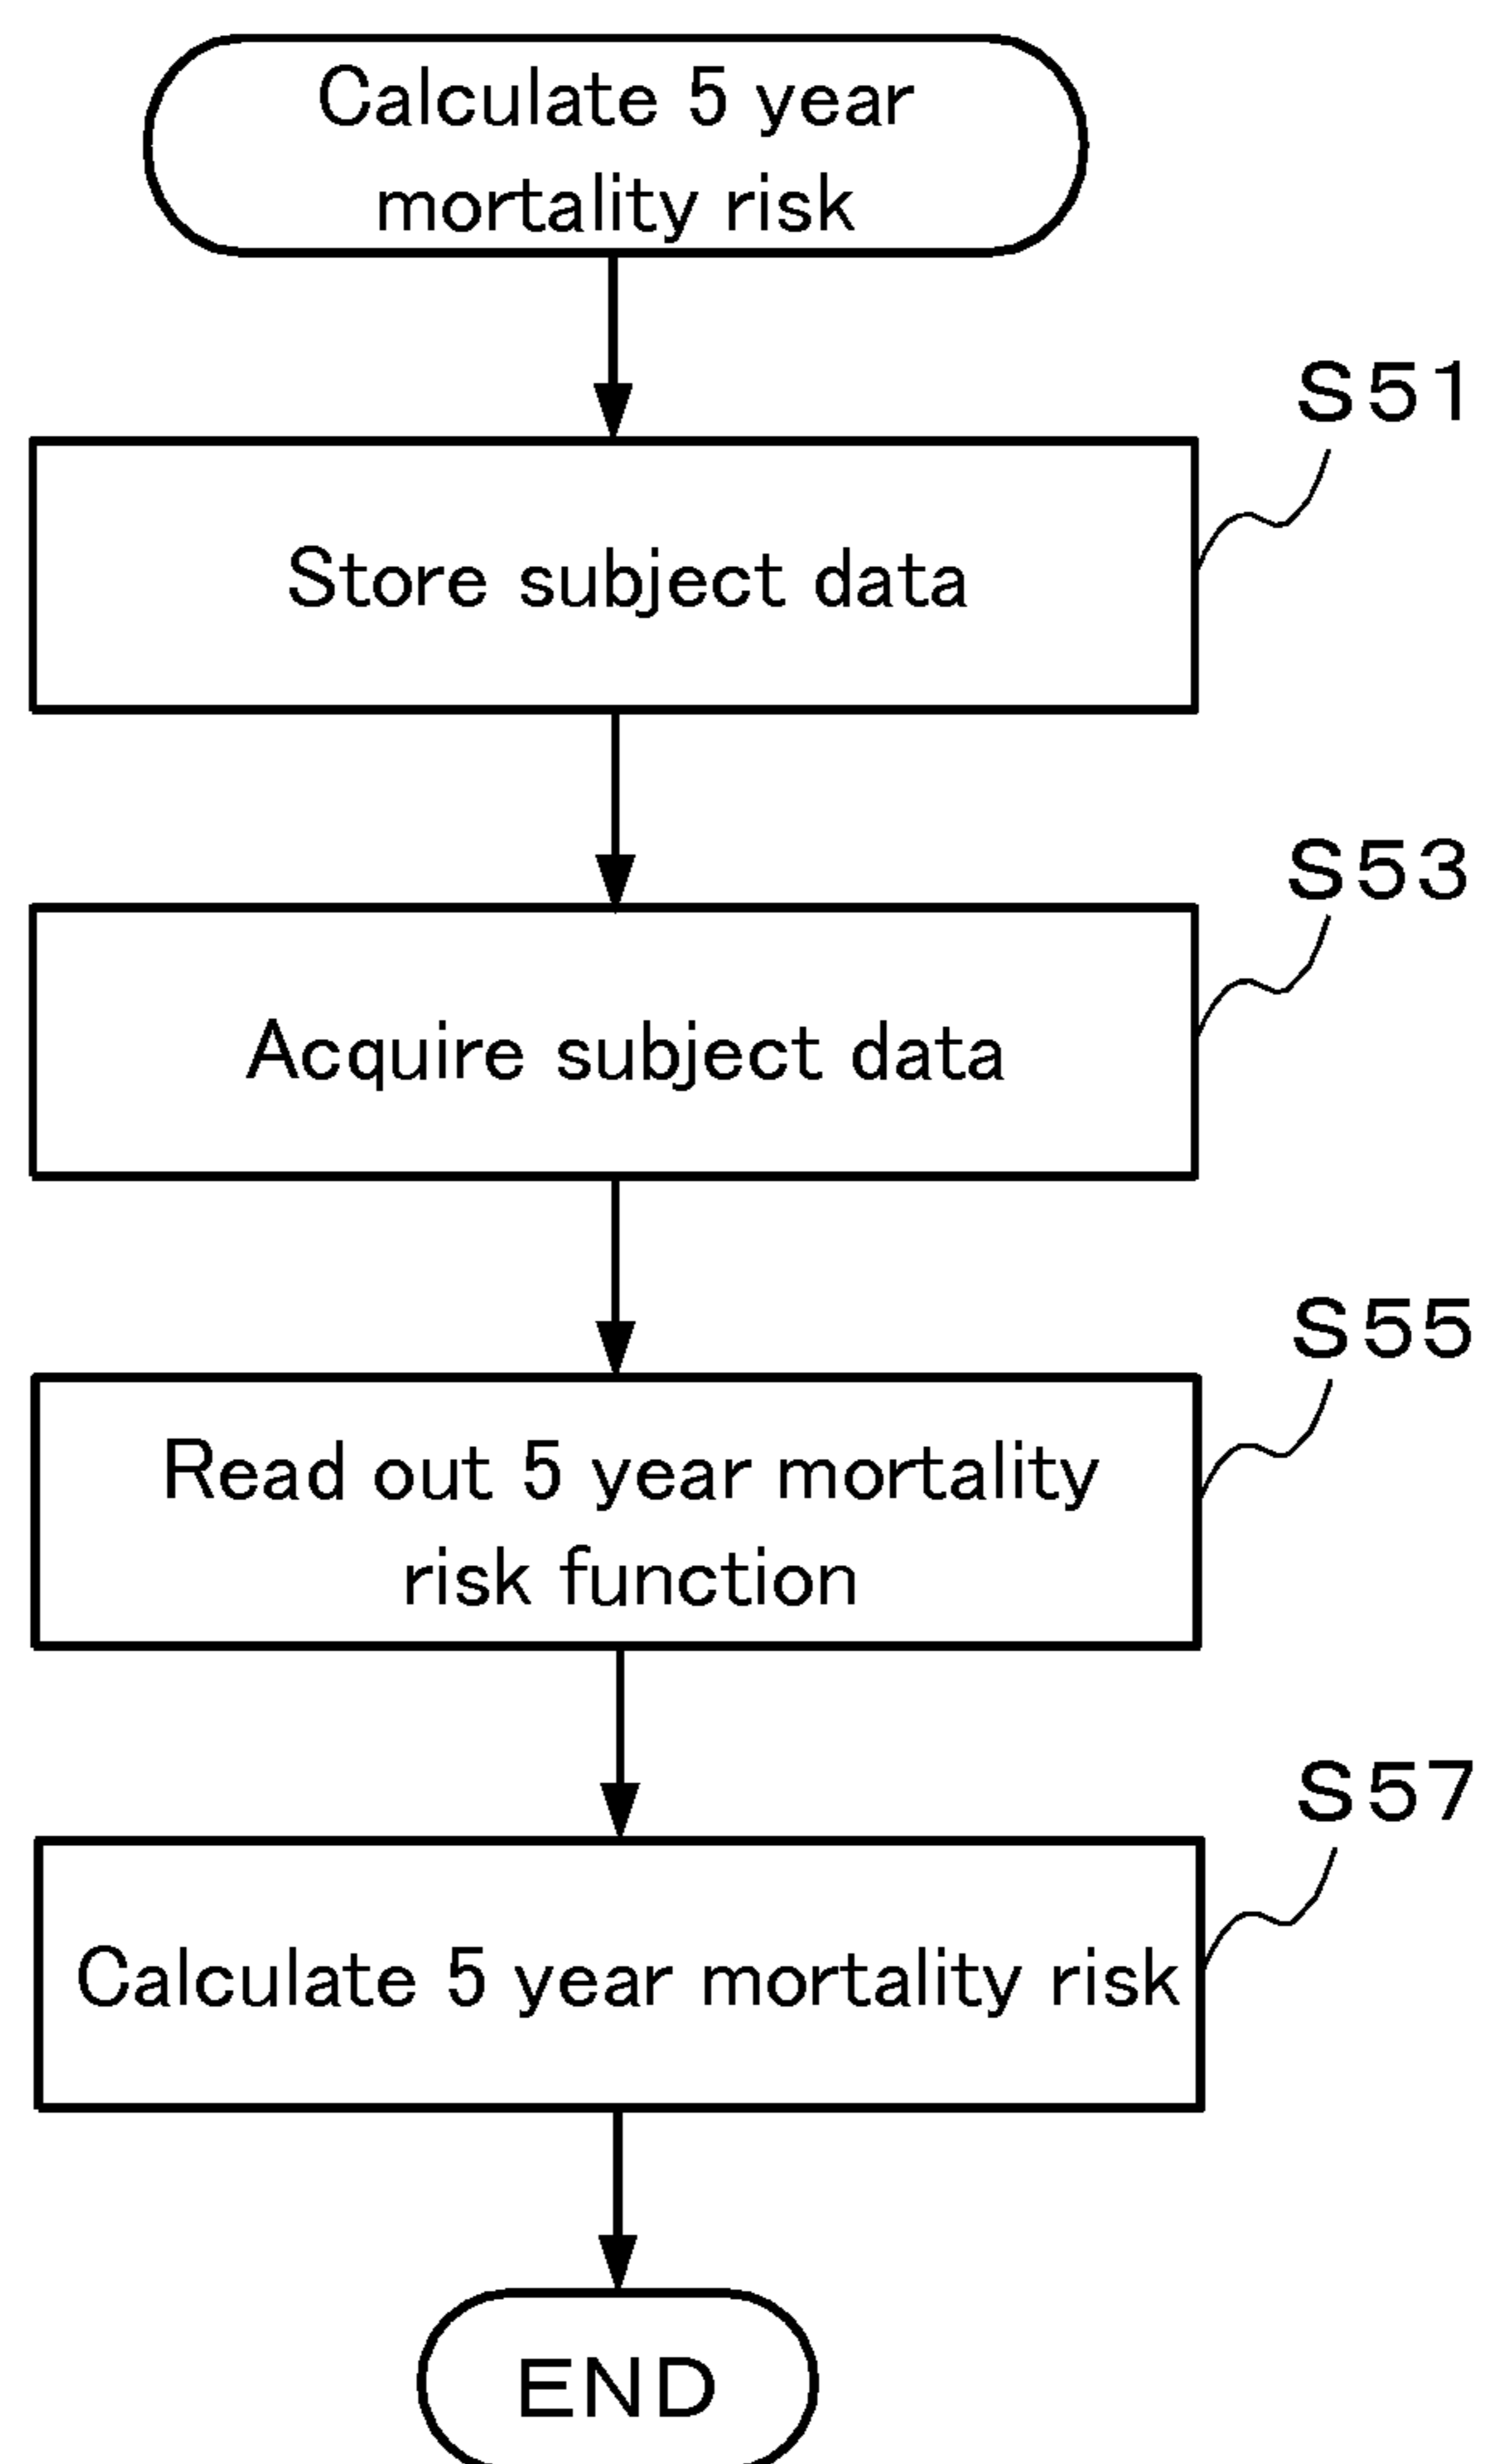 Calculate 5 year
mortality risk
S51
Store subject data
S53
Acquire subject data
S55
Read out 5 year mortality
risk function
S57
Calculate 5 year mortality risk
END